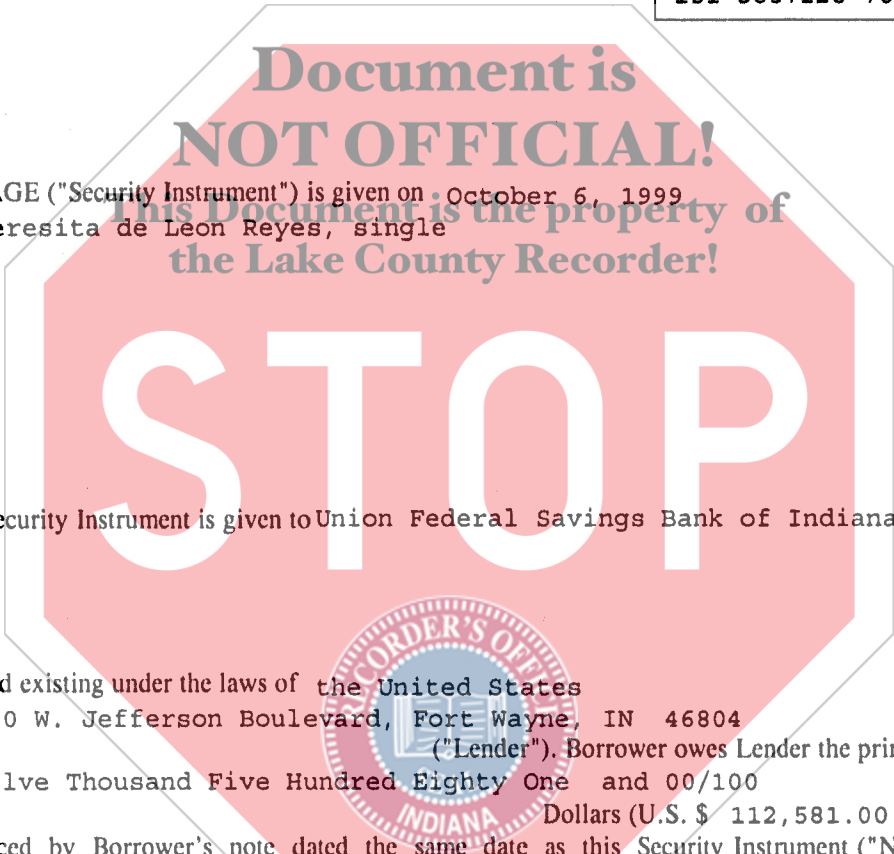 Document is
NOT OFFICIAL!
AGE ("Security Instrument") is given on October 6, 1999
This Document is the property of
eresita de Leon Reyes, single
the Lake County Recorder!
STOP
ecurity Instrument is given to Union Federal Savings Bank of Indiana
RECORDER'S OFFICE
d existing under the laws of the United States
0 W. Jefferson Boulevard, Fort Wayne, IN 46804
("Lender"). Borrower owes Lender the prin
lve Thousand Five Hundred Eighty One and 00/100
INDIANA
Dollars (U.S. $ 112,581.00
ced by Borrower's note dated the same date as this Security Instrument ("N